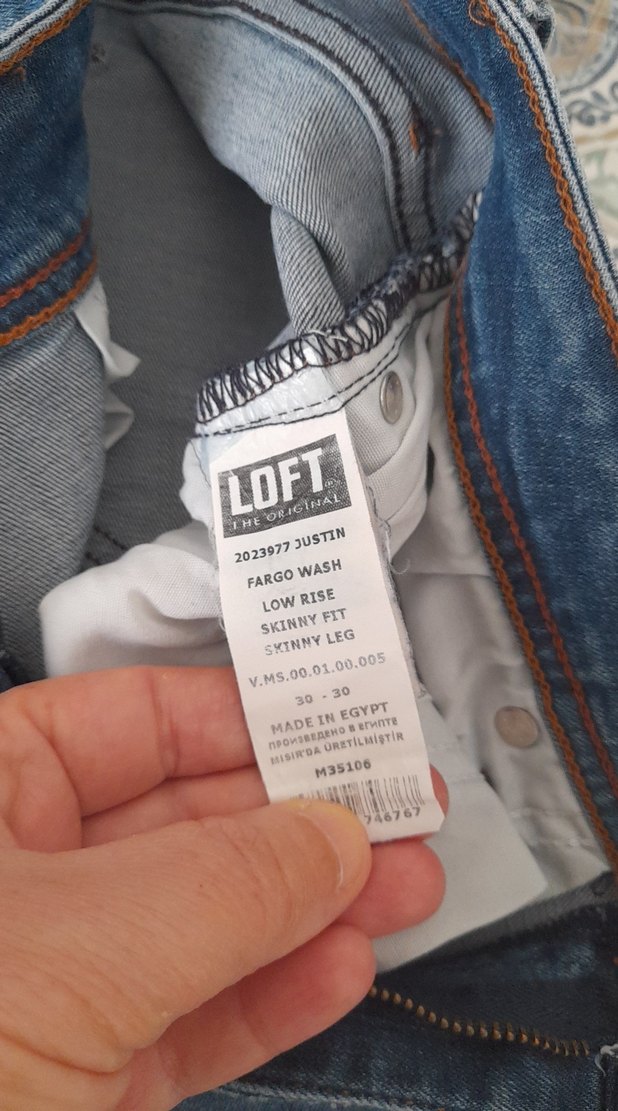 LOFT®
THE ORIGINAL
2023977 JUSTIN
FARGO WASH
LOW RISE
SKINNY FIT
SKINNY LEG
V.MS.00.01.00.005
30 - 30
MADE IN EGYPT
ПРОИЗВЕДЕНО В ЕГИПТЕ
MISIR'DA ÜRETİLMİŞTİR
M35106
746767